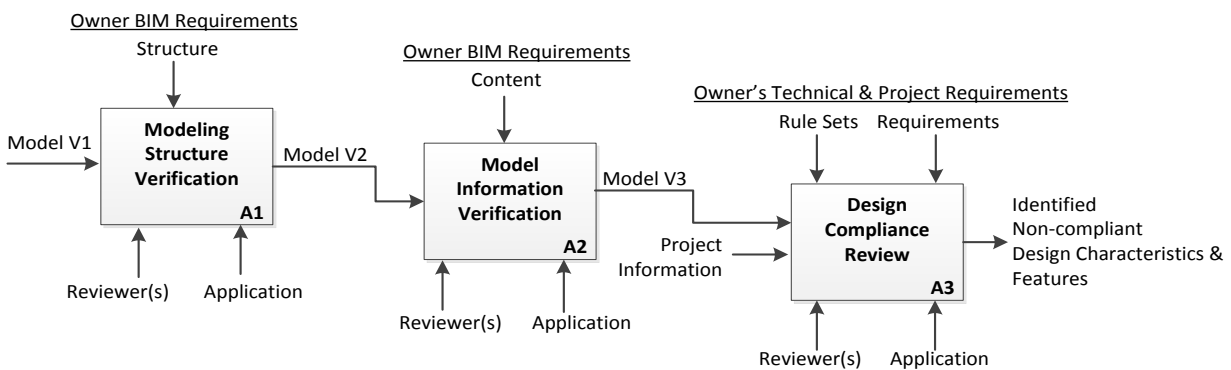 Owner BIM Requirements
Structure
Model V1
Modeling
Structure
Verification
A1
Reviewer(s)
Application
Model V2
Owner BIM Requirements
Content
Model
Information
Verification
A2
Reviewer(s)
Application
Model V3
Owner's Technical & Project Requirements
Rule Sets
Requirements
Project
Information
Design
Compliance
Review
A3
Reviewer(s)
Application
Identified
Non-compliant
Design Characteristics &
Features